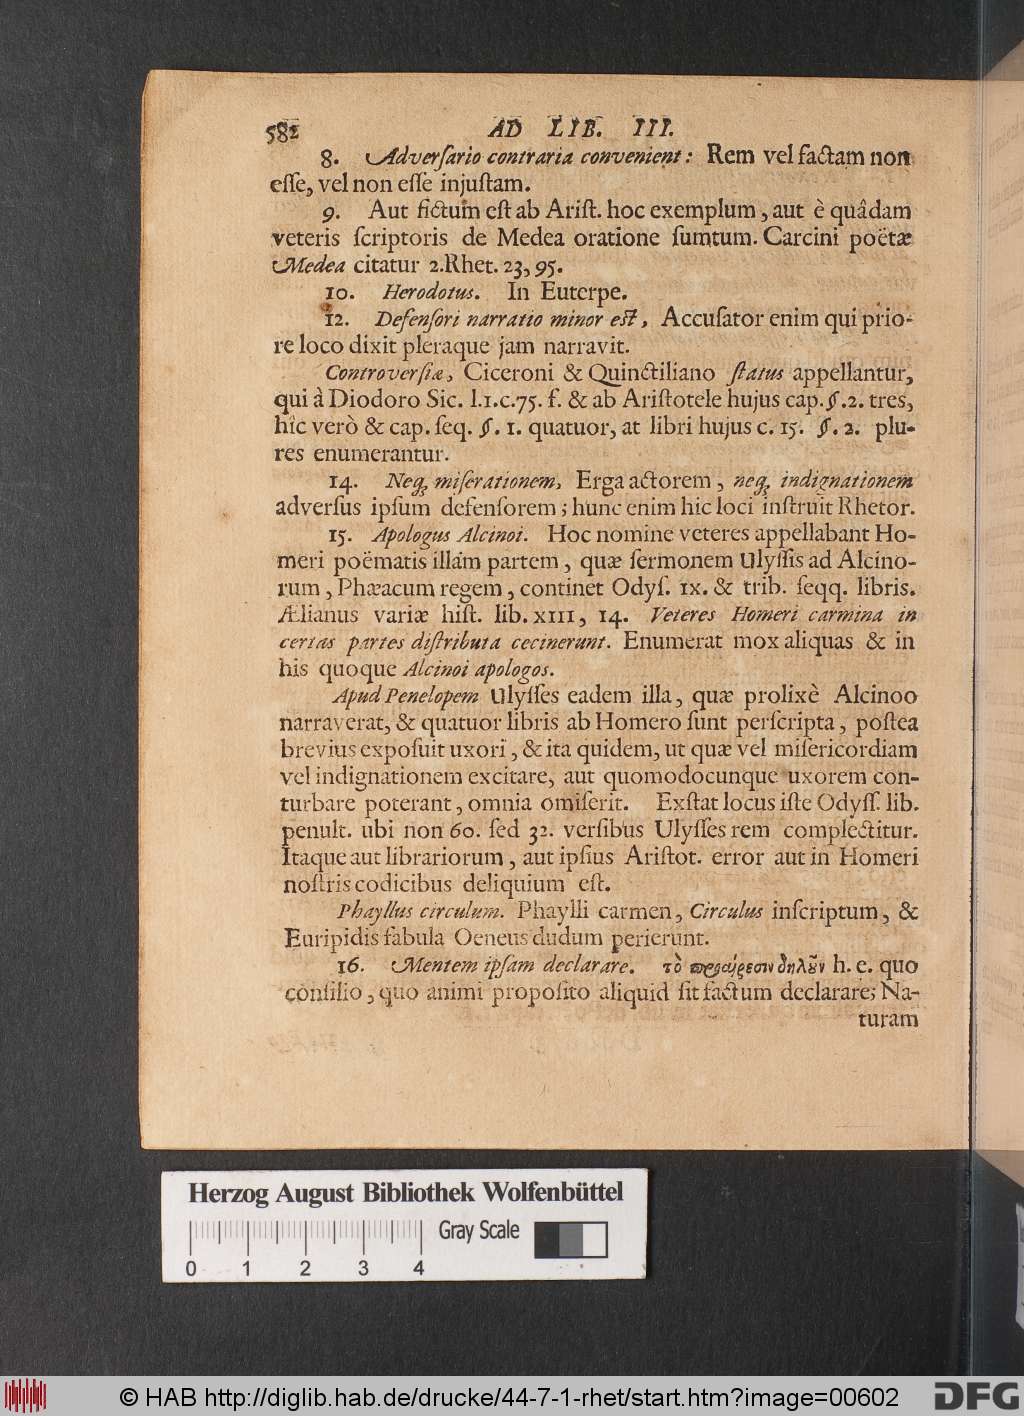 582 AD LIB. III.
8. Adverſario contraria convenient: Rem vel factam non
eſſe, vel non eſſe injuſtam.
9. Aut fictum eſt ab Ariſt. hoc exemplum, aut è quâdam
veteris ſcriptoris de Medea oratione ſumtum. Carcini poëtæ
Medea citatur 2. Rhet. 23, 95.
10. Herodotus. In Euterpe.
12. Defenſori narratio minor eſt, Accuſator enim qui prio-
re loco dixit pleraque jam narravit.
Controverſiæ, Ciceroni & Quinctiliano ſtatus appellantur,
qui à Diodoro Sic. l.1.c.75. f. & ab Ariſtotele hujus cap. §.2. tres,
hîc verò & cap. ſeq. §. 1. quatuor, at libri hujus c. 15. §. 2. plu-
res enumerantur.
14. Neq; miſerationem, Erga actorem, neq; indignationem
adverſus ipſum defenſorem; hunc enim hic loci inſtruit Rhetor.
15. Apologus Alcinoi. Hoc nomine veteres appellabant Ho-
meri poëmatis illam partem, quæ ſermonem Ulyſſis ad Alcino-
rum, Phæacum regem, continet Odyſ. IX. & trib. ſeqq. libris.
Ælianus variæ hiſt. lib. XIII, 14. Veteres Homeri carmina in
certas partes diſtributa cecinerunt. Enumerat mox aliquas & in
his quoque Alcinoi apologos.
Apud Penelopem Ulyſſes eadem illa, quæ prolixè Alcinoo
narraverat, & quatuor libris ab Homero ſunt perſcripta, poſtea
brevius expoſuit uxori, & ita quidem, ut quæ vel miſericordiam
vel indignationem excitare, aut quomodocunque uxorem con-
turbare poterant, omnia omiſerit. Exſtat locus iſte Odyſſ. lib.
penult. ubi non 60. ſed 32. verſibus Ulyſſes rem complectitur.
Itaque aut librariorum, aut ipſius Ariſtot. error aut in Homeri
noſtris codicibus deliquium eſt.
Phayllus circulum. Phaylli carmen, Circulus inſcriptum, &
Euripidis fabula Oeneus dudum perierunt.
16. Mentem ipſam declarare. τὸ προαίρεσιν δηλοῦν h. e. quo
conſilio, quo animi propoſito aliquid ſit factum declarare; Na-
turam
Herzog August Bibliothek Wolfenbüttel
Gray Scale
0 1 2 3 4
© HAB http://diglib.hab.de/drucke/44-7-1-rhet/start.htm?image=00602
DFG